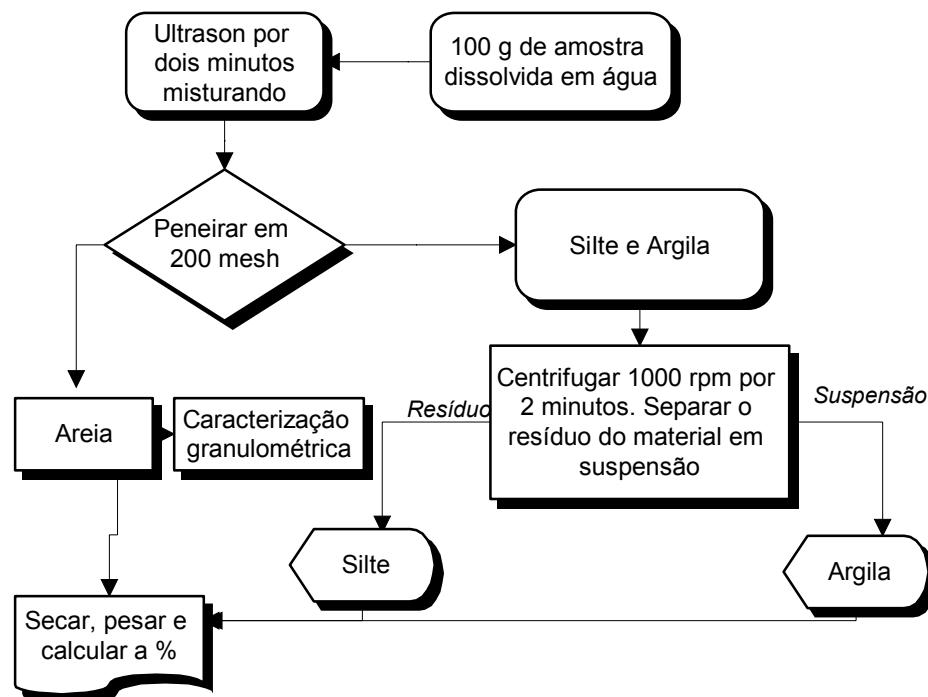 Ultrason por
dois minutos
misturando
100 g de amostra
dissolvida em água
Peneirar em
200 mesh
Silte e Argila
Centrifugar 1000 rpm por
2 minutos. Separar o
resíduo do material em
suspensão
Resíduo
Suspensão
Areia
Caracterização
granulométrica
Silte
Argila
Secar, pesar e
calcular a %